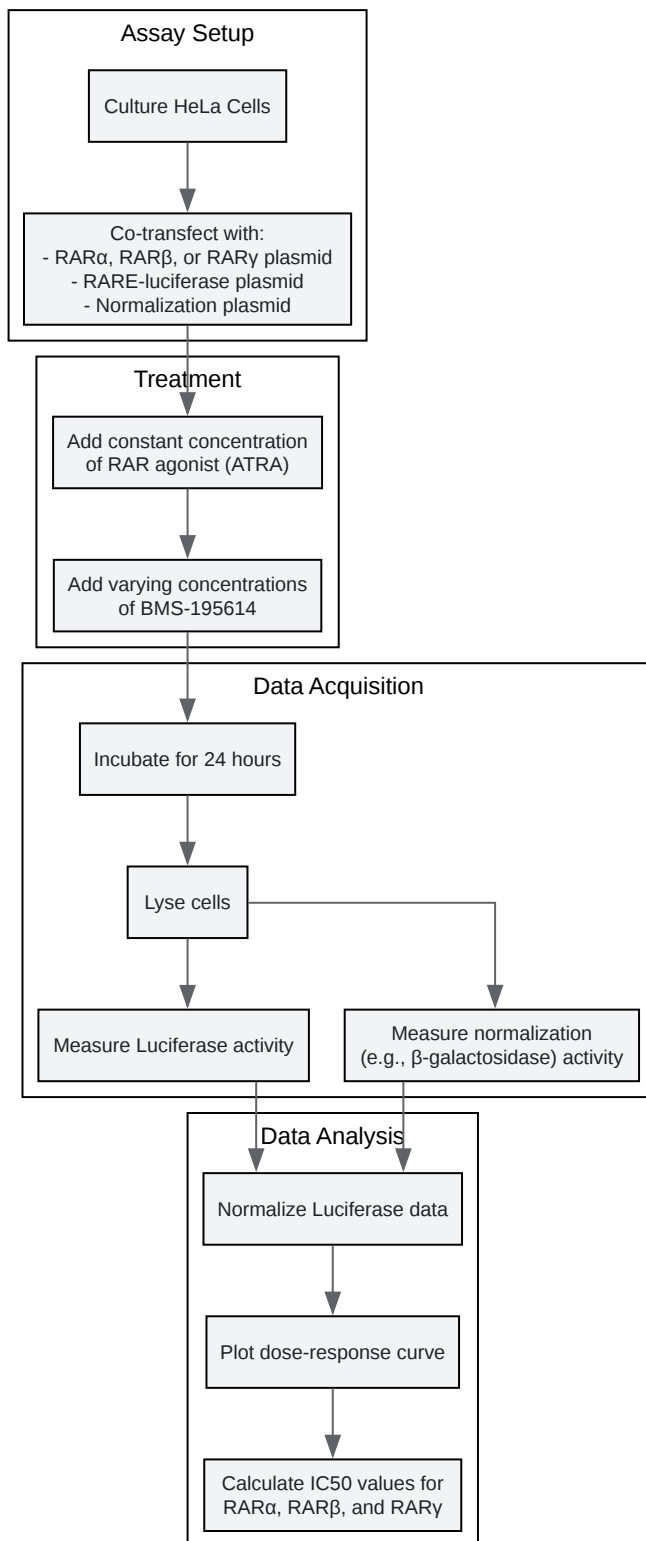 Assay Setup
Culture HeLa Cells
Co-transfect with:
- RARα, RARβ, or RARγ plasmid
- RARE-luciferase plasmid
- Normalization plasmid
Treatment
Add constant concentration
of RAR agonist (ATRA)
Add varying concentrations
of BMS-195614
Data Acquisition
Incubate for 24 hours
Lyse cells
Measure Luciferase activity
Measure normalization
(e.g., β-galactosidase) activity
Data Analysis
Normalize Luciferase data
Plot dose-response curve
Calculate IC50 values for
RARα, RARβ, and RARγ